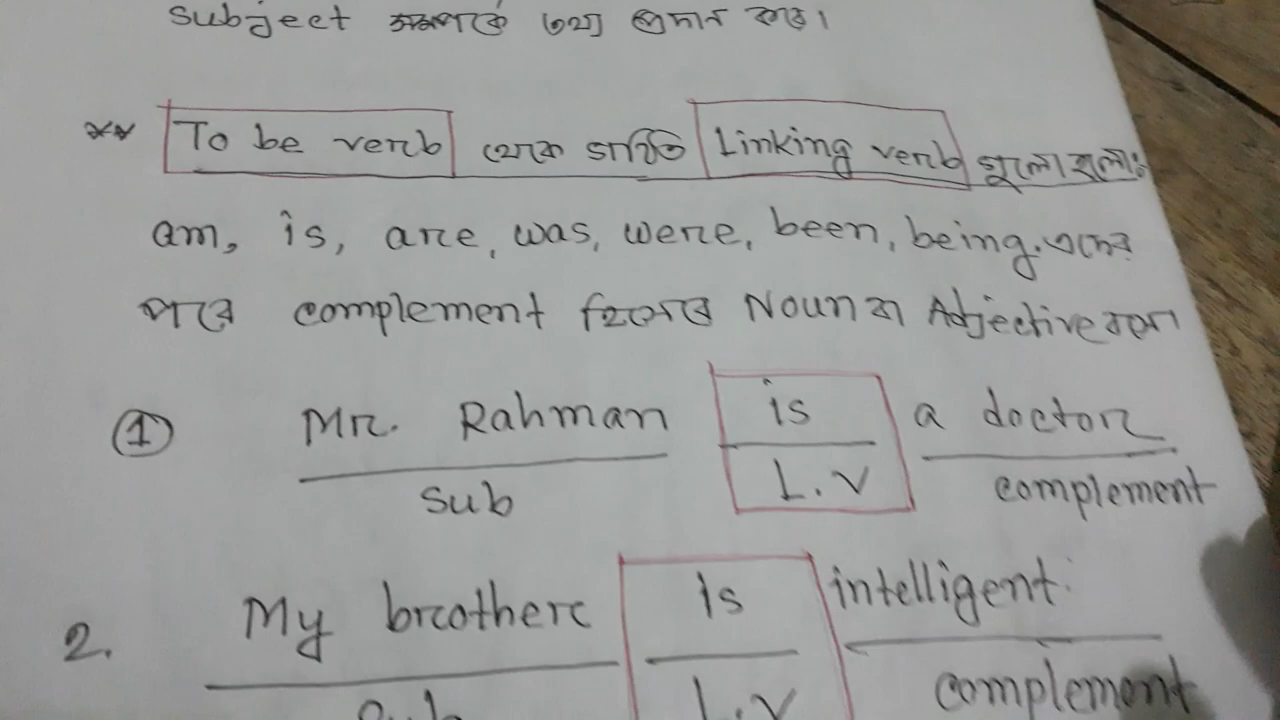 subject সম্পর্কে তথ্য প্রদান করে।
** To be verb থেকে গঠিত Linking verb গুলো হলোঃ
am, is, are, was, were, been, being. এদের
পরে complement হিসেবে Noun বা Adjective বসে
① Mr. Rahman is a doctor
sub L.v complement
2. My brother is intelligent.
Sub L.v complement